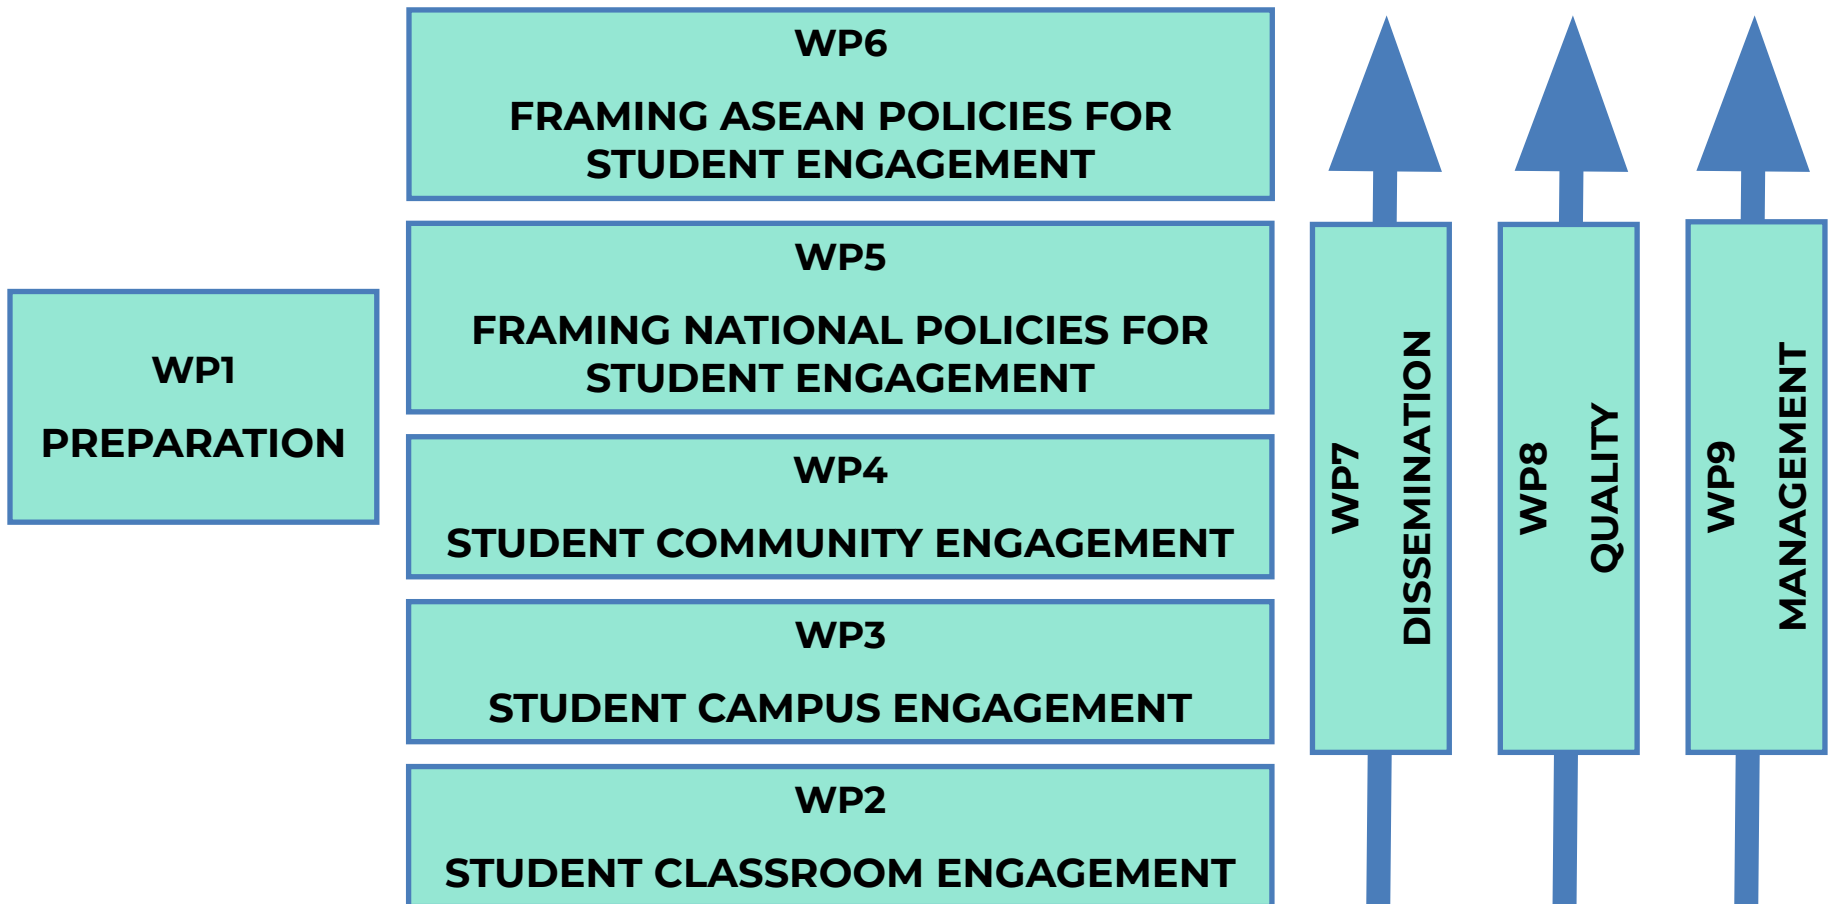 WP1
PREPARATION
WP6
FRAMING ASEAN POLICIES FOR
STUDENT ENGAGEMENT
WP5
FRAMING NATIONAL POLICIES FOR
STUDENT ENGAGEMENT
WP4
STUDENT COMMUNITY ENGAGEMENT
WP3
STUDENT CAMPUS ENGAGEMENT
WP2
STUDENT CLASSROOM ENGAGEMENT
WP7
DISSEMINATION
WP8
QUALITY
WP9
MANAGEMENT